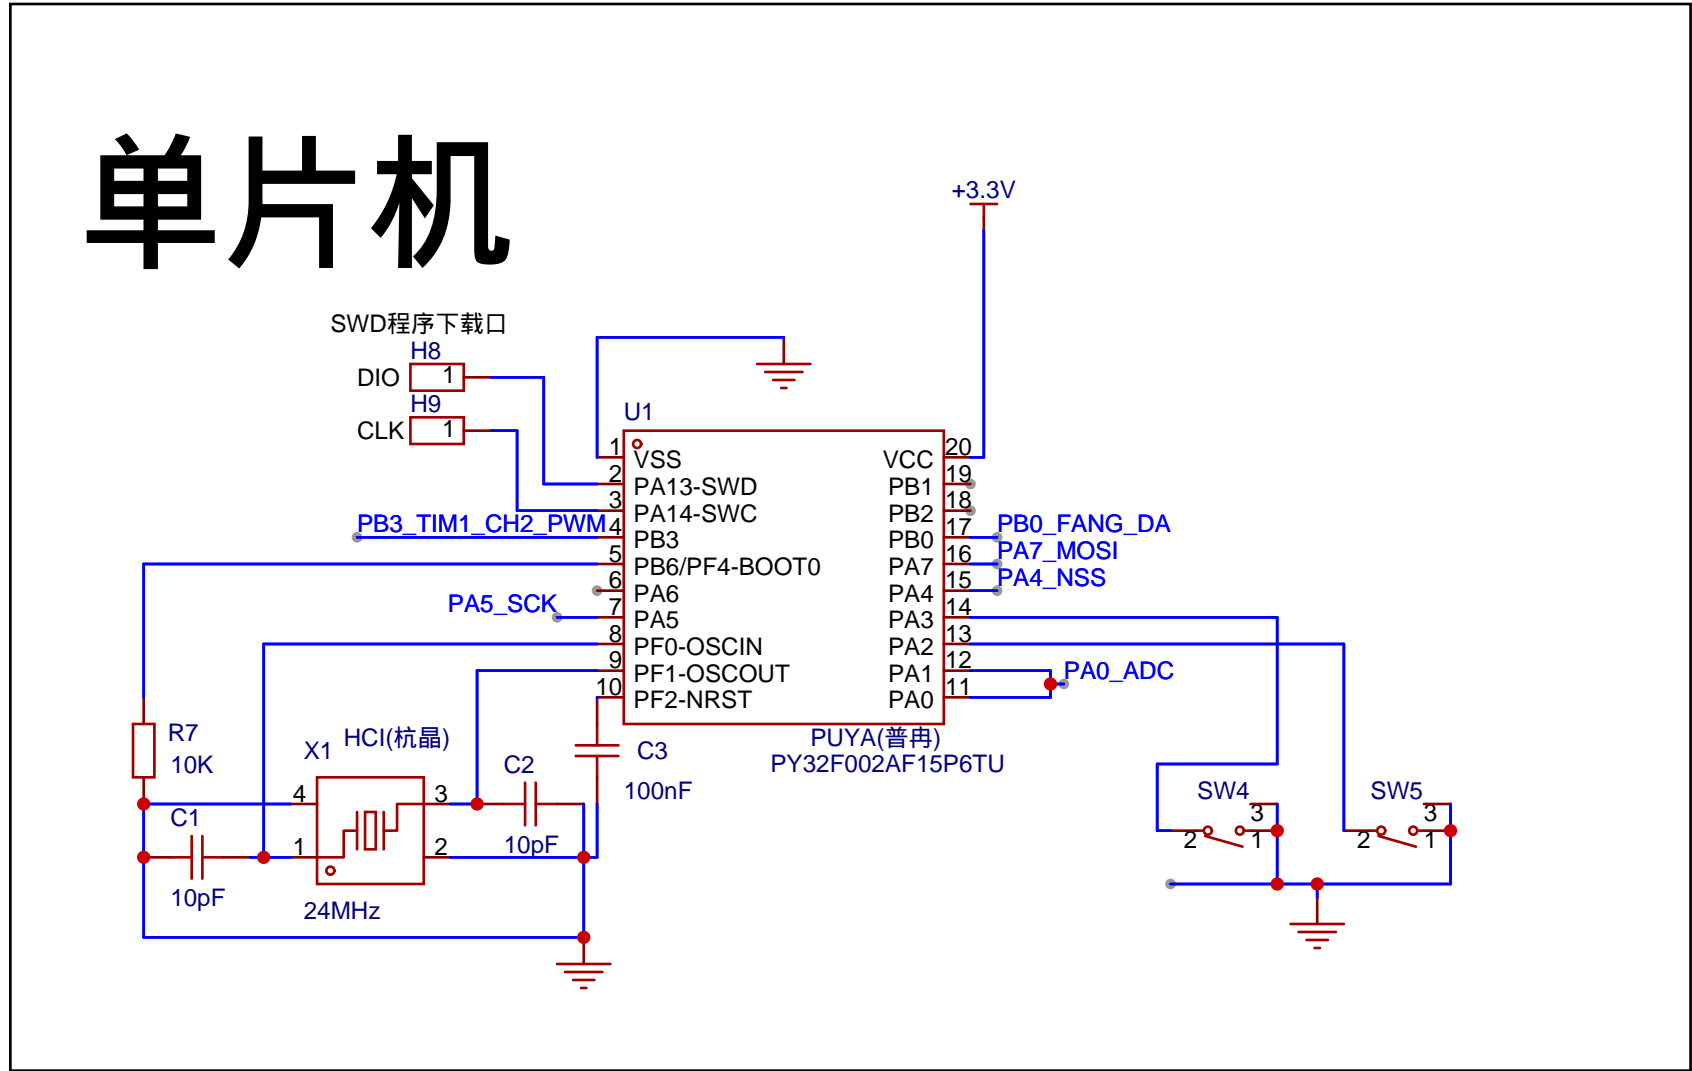 单片机
+3.3V
SWD程序下载口
H8
DIO
1
H9
CLK
1
U1
1
VSS
VCC
20
2
PA13-SWD
PB1
19
3
PA14-SWC
PB2
18
PB3_TIM1_CH2_PWM
4
PB3
PB0
17
PB0_FANG_DA
5
PB6/PF4-BOOT0
PA7
16
PA7_MOSI
6
PA6
PA4
15
PA4_NSS
PA5_SCK
7
PA5
PA3
14
8
PF0-OSCIN
PA2
13
9
PF1-OSCOUT
PA1
12
PA0_ADC
10
PF2-NRST
PA0
11
PUYA(普冉)
PY32F002AF15P6TU
R7
10K
X1
HCI(杭晶)
4
3
1
2
24MHz
C1
10pF
C2
10pF
C3
100nF
SW4
3
2
1
SW5
3
2
1